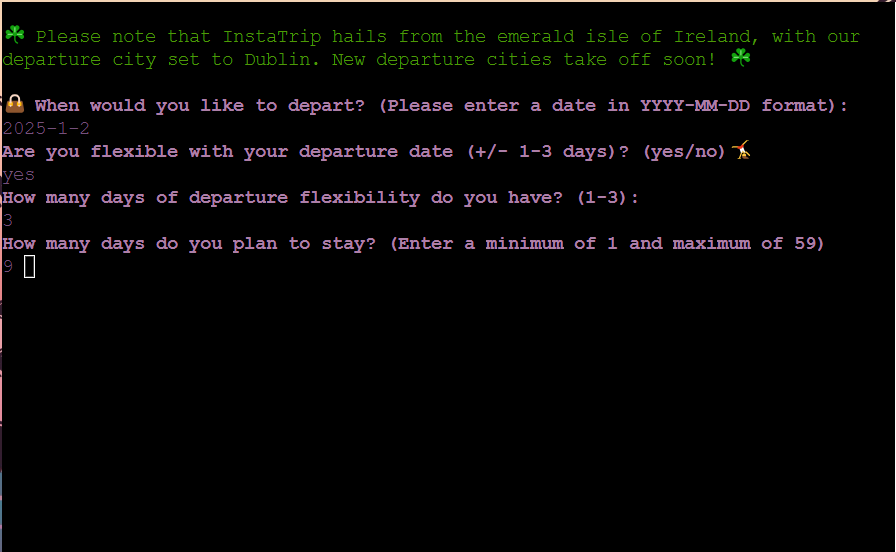 ☘️ Please note that InstaTrip hails from the emerald isle of Ireland, with our
departure city set to Dublin. New departure cities take off soon! ☘️
👜 When would you like to depart? (Please enter a date in YYYY-MM-DD format):
2025-1-2
Are you flexible with your departure date (+/- 1-3 days)? (yes/no)🤸
yes
How many days of departure flexibility do you have? (1-3):
3
How many days do you plan to stay? (Enter a minimum of 1 and maximum of 59)
9